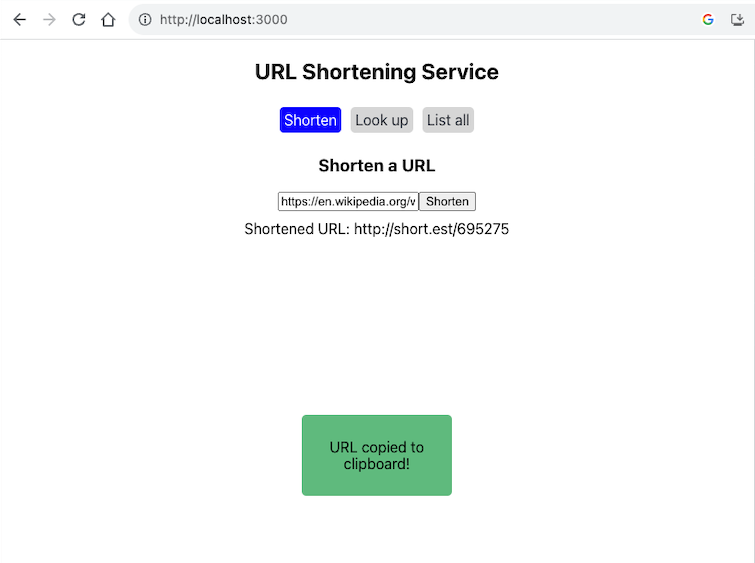 http://localhost:3000
URL Shortening Service
Shorten Look up List all
Shorten a URL
https://en.wikipedia.org/w Shorten
Shortened URL: http://short.est/695275
URL copied to
clipboard!